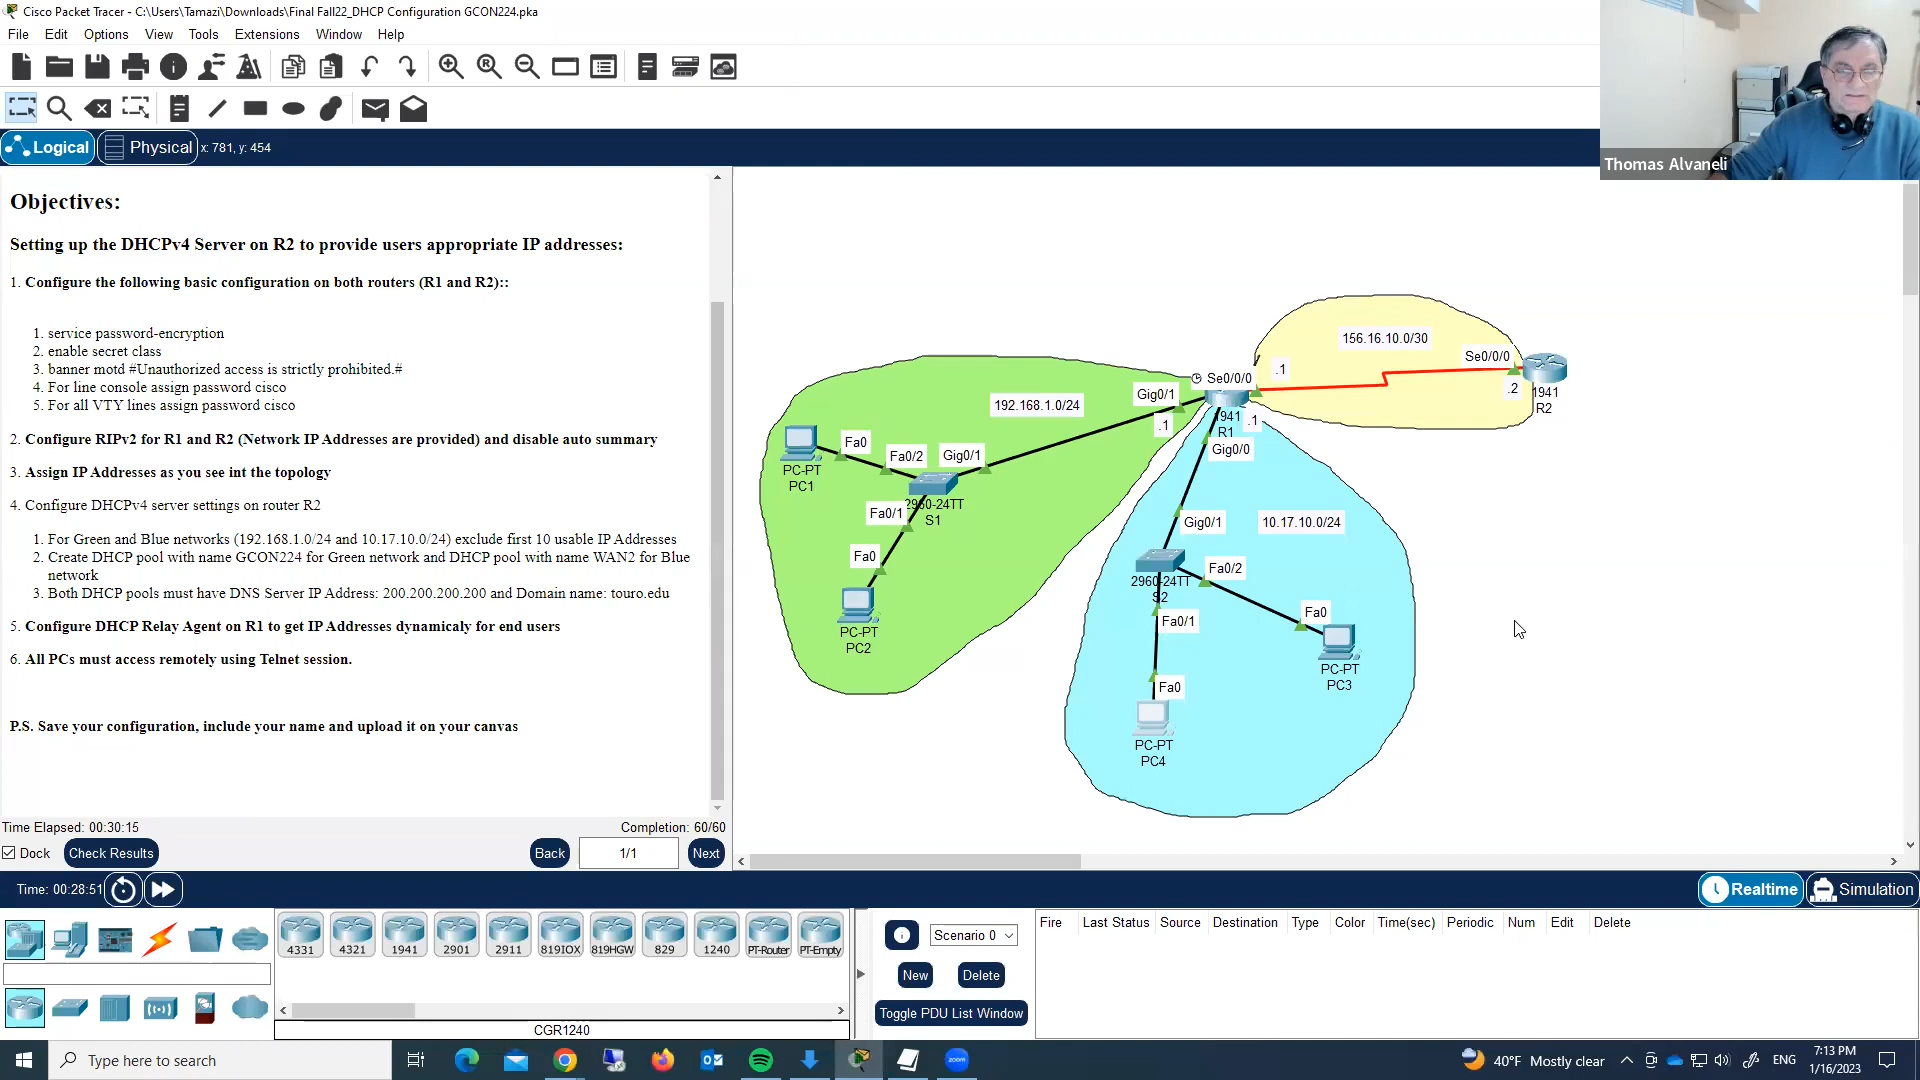 Cisco Packet Tracer - C:\Users\Tamazi\Downloads\Final Fall22_DHCP Configuration GCON224.pka
File Edit Options View Tools Extensions Window Help
Thomas Alvaneli
Logical Physical x: 781, y: 454
Objectives:
Setting up the DHCPv4 Server on R2 to provide users appropriate IP addresses:
1. Configure the following basic configuration on both routers (R1 and R2)::
1. service password-encryption
2. enable secret class
3. banner motd #Unauthorized access is strictly prohibited.#
4. For line console assign password cisco
5. For all VTY lines assign password cisco
2. Configure RIPv2 for R1 and R2 (Network IP Addresses are provided) and disable auto summary
3. Assign IP Addresses as you see int the topology
4. Configure DHCPv4 server settings on router R2
1. For Green and Blue networks (192.168.1.0/24 and 10.17.10.0/24) exclude first 10 usable IP Addresses
2. Create DHCP pool with name GCON224 for Green network and DHCP pool with name WAN2 for Blue
network
3. Both DHCP pools must have DNS Server IP Address: 200.200.200.200 and Domain name: touro.edu
5. Configure DHCP Relay Agent on R1 to get IP Addresses dynamicaly for end users
6. All PCs must access remotely using Telnet session.
P.S. Save your configuration, include your name and upload it on your canvas
Time Elapsed: 00:30:15 Completion: 60/60
Dock Check Results Back 1/1 Next
156.16.10.0/30
Se0/0/0
.1
Se0/0/0
.2
1941
R2
Gig0/1
192.168.1.0/24
.1
1941
R1
.1
Gig0/0
Fa0
Fa0/2
Gig0/1
PC-PT
PC1
2960-24TT
S1
Fa0/1
Fa0
PC-PT
PC2
Gig0/1
10.17.10.0/24
2960-24TT
S2
Fa0/2
Fa0/1
Fa0
PC-PT
PC3
Fa0
PC-PT
PC4
Time: 00:28:51 Realtime Simulation
4331 4321 1941 2901 2911 819IOX 819HGW 829 1240 PT-Router PT-Empty
CGR1240
Scenario 0
New Delete
Toggle PDU List Window
Fire Last Status Source Destination Type Color Time(sec) Periodic Num Edit Delete
Type here to search
zoom
40°F Mostly clear
ENG
7:13 PM
1/16/2023